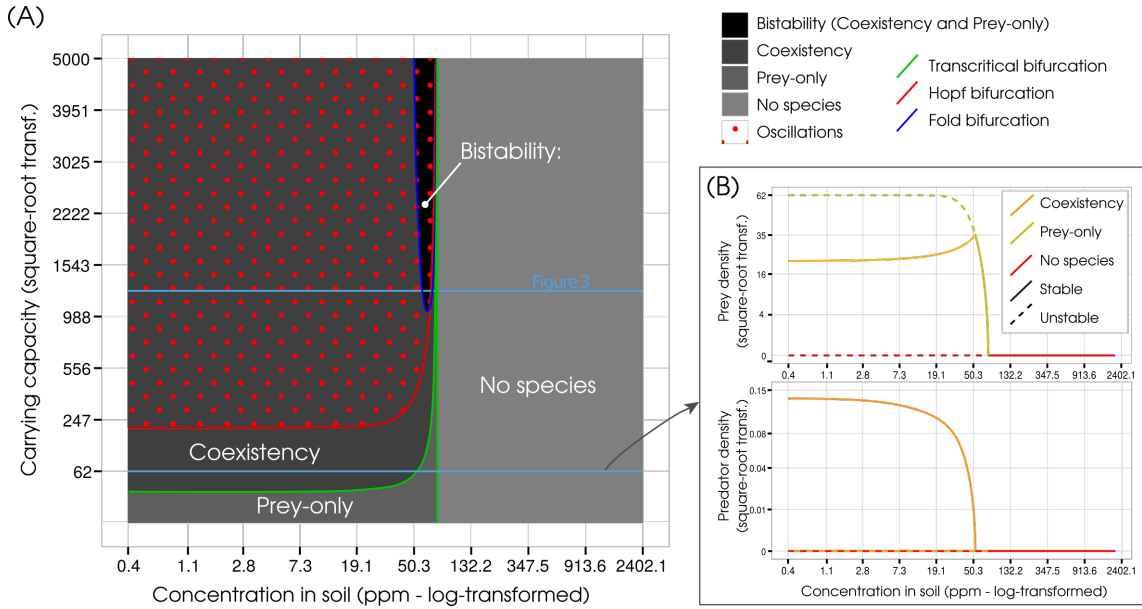 (A)
Bistability (Coexistency and Prey-only)
Coexistency
Prey-only
No species
Oscillations
Transcritical bifurcation
Hopf bifurcation
Fold bifurcation
Carrying capacity (square-root transf.)
5000
3951
3025
2222
1543
988
556
247
62
Bistability:
Figure 3
No species
Coexistency
Prey-only
0.4
1.1
2.8
7.3
19.1
50.3
132.2
347.5
913.6
2402.1
Concentration in soil (ppm - log-transformed)
(B)
Prey density
(square-root transf.)
62
35
16
4
0
Coexistency
Prey-only
No species
Stable
Unstable
0.4
1.1
2.8
7.3
19.1
50.3
132.2
347.5
913.6
2402.1
Predator density
(square-root transf.)
0.15
0.08
0.04
0.01
0
0.4
1.1
2.8
7.3
19.1
50.3
132.2
347.5
913.6
2402.1
Concentration in soil (ppm - log-transformed)